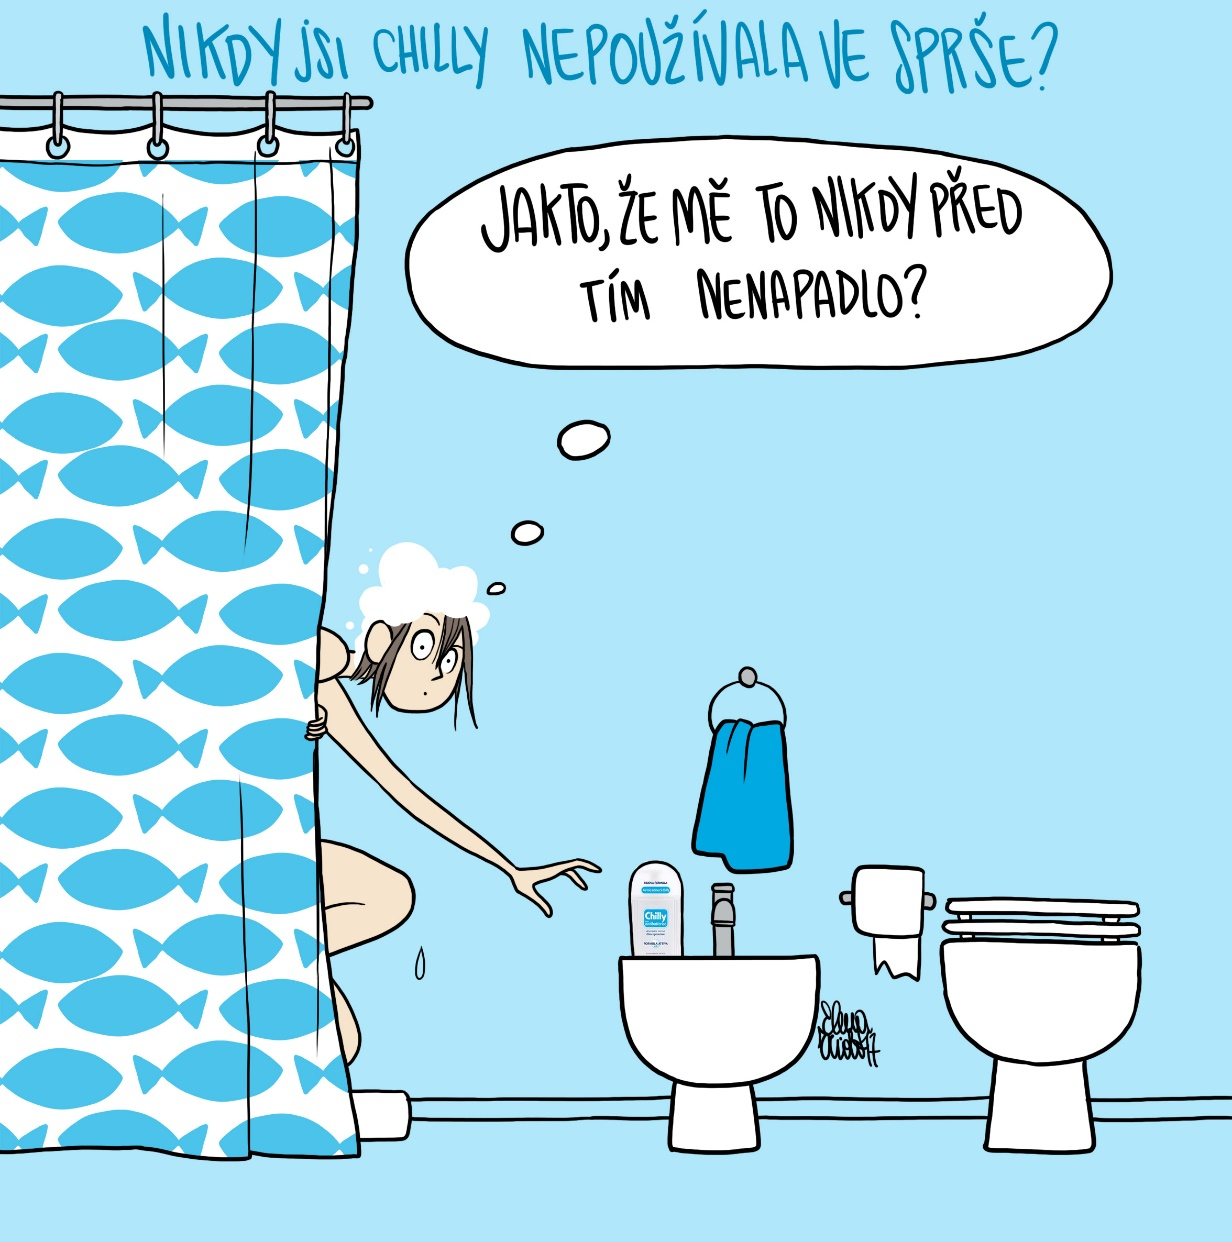 NIKDY JSI CHILLY NEPOUŽÍVALA VE SPRŠE?
JAKTO, ŽE MĚ TO NIKDY PŘED
TÍM NENAPADLO?
Chilly